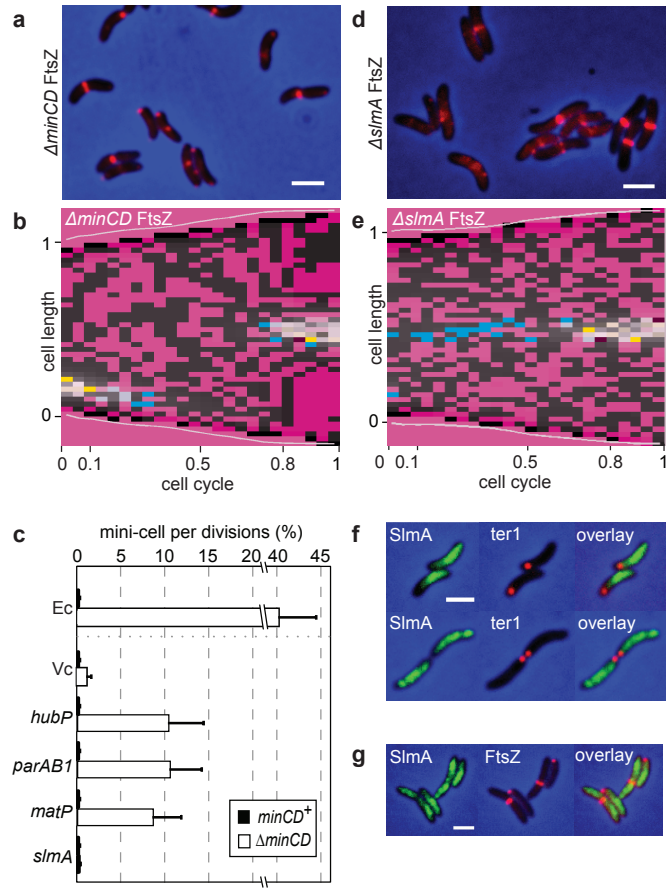 a
ΔminCD FtsZ
d
ΔslmA FtsZ
b
ΔminCD FtsZ
cell length
1
0
0 0.1 0.5 0.8 1
cell cycle
e
ΔslmA FtsZ
cell length
1
0
0 0.1 0.5 0.8 1
cell cycle
c
mini-cell per divisions (%)
0 5 10 15 20 40 45
Ec
Vc
hubP
parAB1
matP
slmA
minCD+
ΔminCD
f
SlmA ter1 overlay
SlmA ter1 overlay
g
SlmA FtsZ overlay